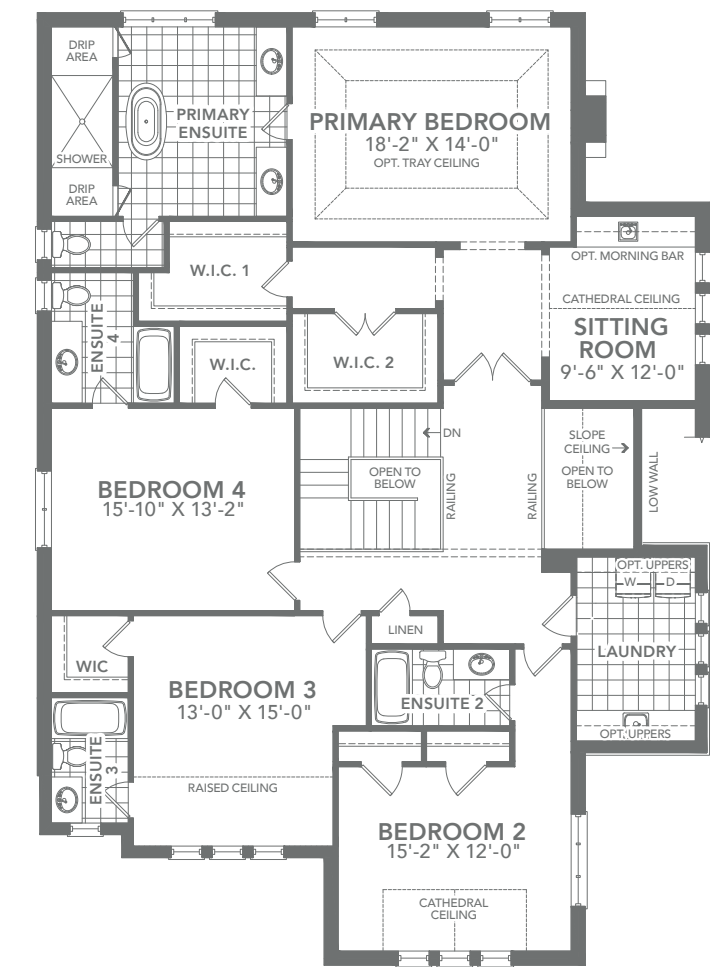 DRIP
AREA
SHOWER
DRIP
AREA
PRIMARY
ENSUITE
PRIMARY BEDROOM
18'-2" X 14'-0"
OPT. TRAY CEILING
W.I.C. 1
OPT. MORNING BAR
CATHEDRAL CEILING
SITTING
ROOM
9'-6" X 12'-0"
ENSUITE
4
W.I.C.
W.I.C. 2
DN
OPEN TO
BELOW
RAILING
RAILING
SLOPE
CEILING
OPEN TO
BELOW
LOW WALL
BEDROOM 4
15'-10" X 13'-2"
OPT. UPPERS
W
D
LAUNDRY
OPT. UPPERS
LINEN
WIC
BEDROOM 3
13'-0" X 15'-0"
RAISED CEILING
ENSUITE
3
ENSUITE 2
BEDROOM 2
15'-2" X 12'-0"
CATHEDRAL
CEILING